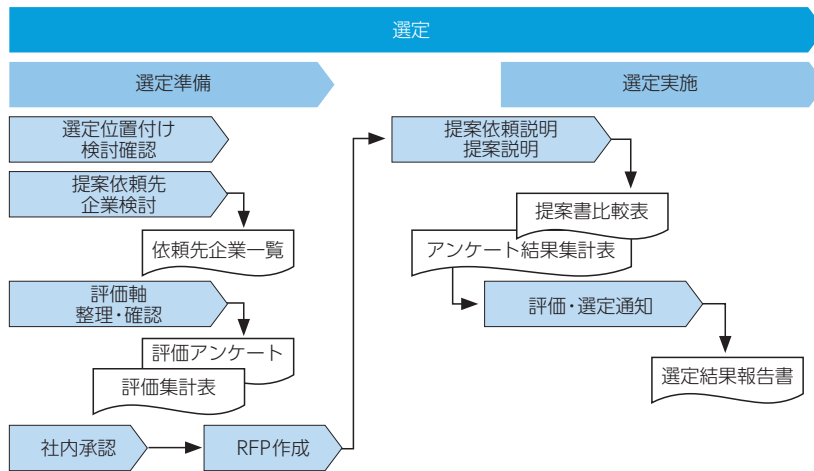 選定
選定準備
選定実施
選定位置付け
検討確認
提案依頼先
企業検討
依頼先企業一覧
評価軸
整理・確認
評価アンケート
評価集計表
社内承認
RFP作成
提案依頼説明
提案説明
提案書比較表
アンケート結果集計表
評価・選定通知
選定結果報告書